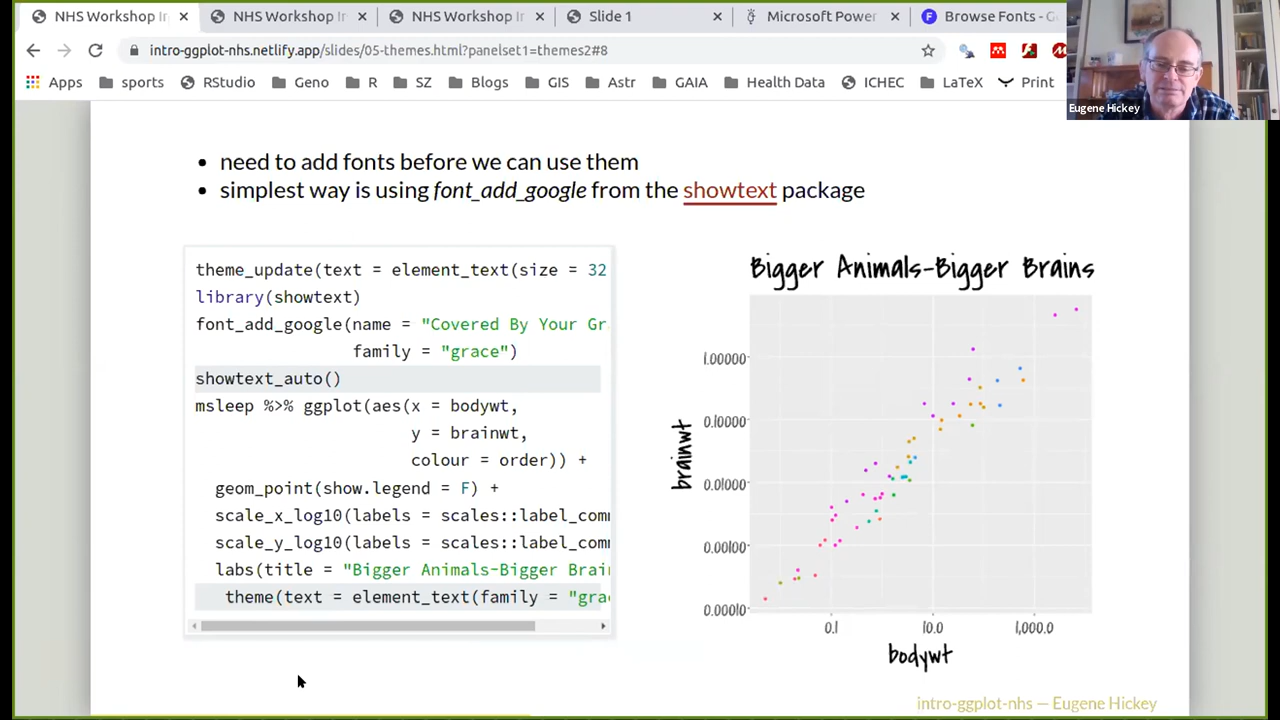 NHS Workshop In
NHS Workshop In
NHS Workshop In
Slide 1
Microsoft Power
Browse Fonts - G
intro-ggplot-nhs.netlify.app/slides/05-themes.html?panelset1=themes2#8
Apps sports RStudio Geno R SZ Blogs GIS Astr GAIA Health Data ICHEC LaTeX Print
Eugene Hickey
need to add fonts before we can use them
simplest way is using font_add_google from the showtext package
theme_update(text = element_text(size = 32
library(showtext)
font_add_google(name = "Covered By Your Gr
family = "grace")
showtext_auto()
msleep %>% ggplot(aes(x = bodywt,
y = brainwt,
colour = order)) +
geom_point(show.legend = F) +
scale_x_log10(labels = scales::label_com
scale_y_log10(labels = scales::label_com
labs(title = "Bigger Animals-Bigger Brai
theme(text = element_text(family = "gra
Bigger Animals-Bigger Brains
1.00000
0.10000
0.01000
0.00100
0.00010
brainwt
0.1 10.0 1,000.0
bodywt
intro-ggplot-nhs — Eugene Hickey